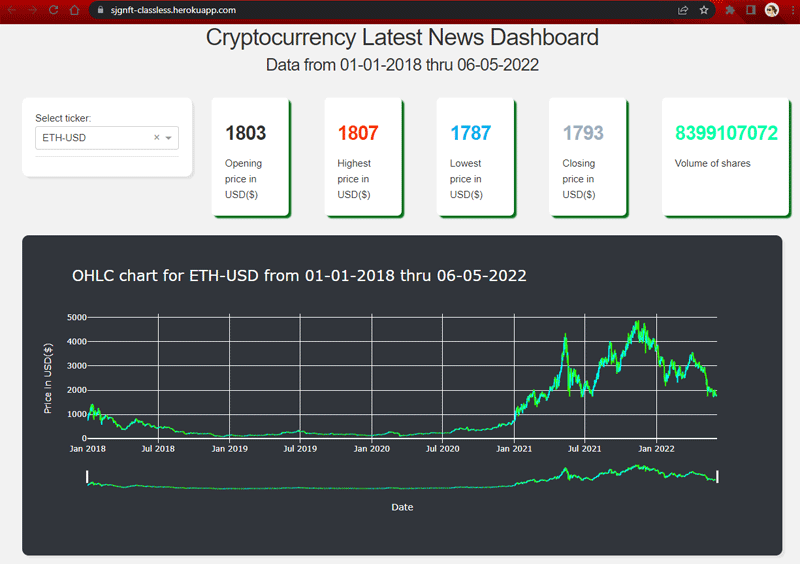 sjgnft-classless.herokuapp.com
Cryptocurrency Latest News Dashboard
Data from 01-01-2018 thru 06-05-2022
Select ticker:
ETH-USD
1803
Opening
price in
USD($)
1807
Highest
price in
USD($)
1787
Lowest
price in
USD($)
1793
Closing
price in
USD($)
8399107072
Volume of shares
OHLC chart for ETH-USD from 01-01-2018 thru 06-05-2022
Price in USD($)
5000
4000
3000
2000
1000
0
Jan 2018 Jul 2018 Jan 2019 Jul 2019 Jan 2020 Jul 2020 Jan 2021 Jul 2021 Jan 2022
Date